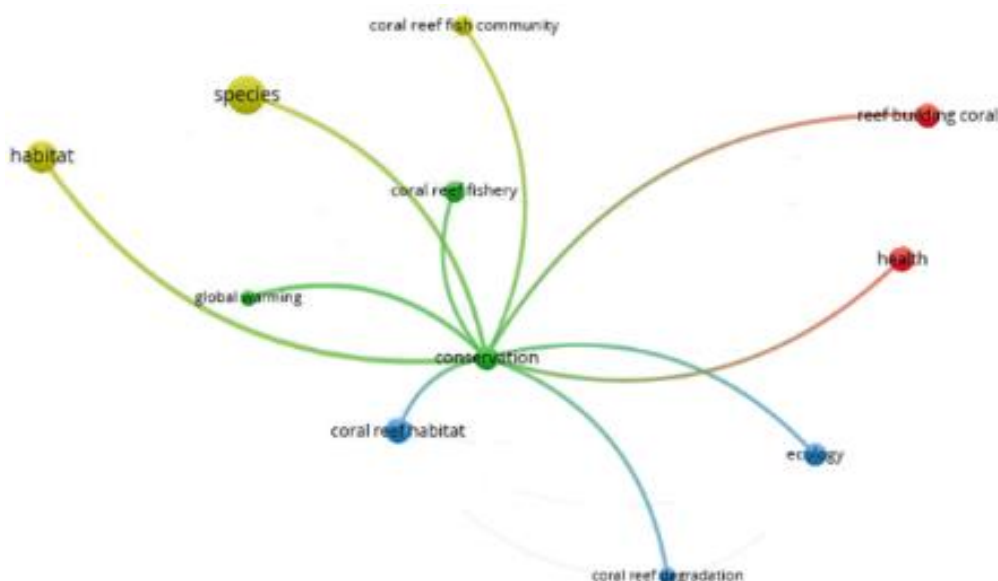 coral reef fish community
species
reef building coral
habitat
coral reef fishery
health
global warming
conservation
coral reef habitat
ecology
coral reef degradation